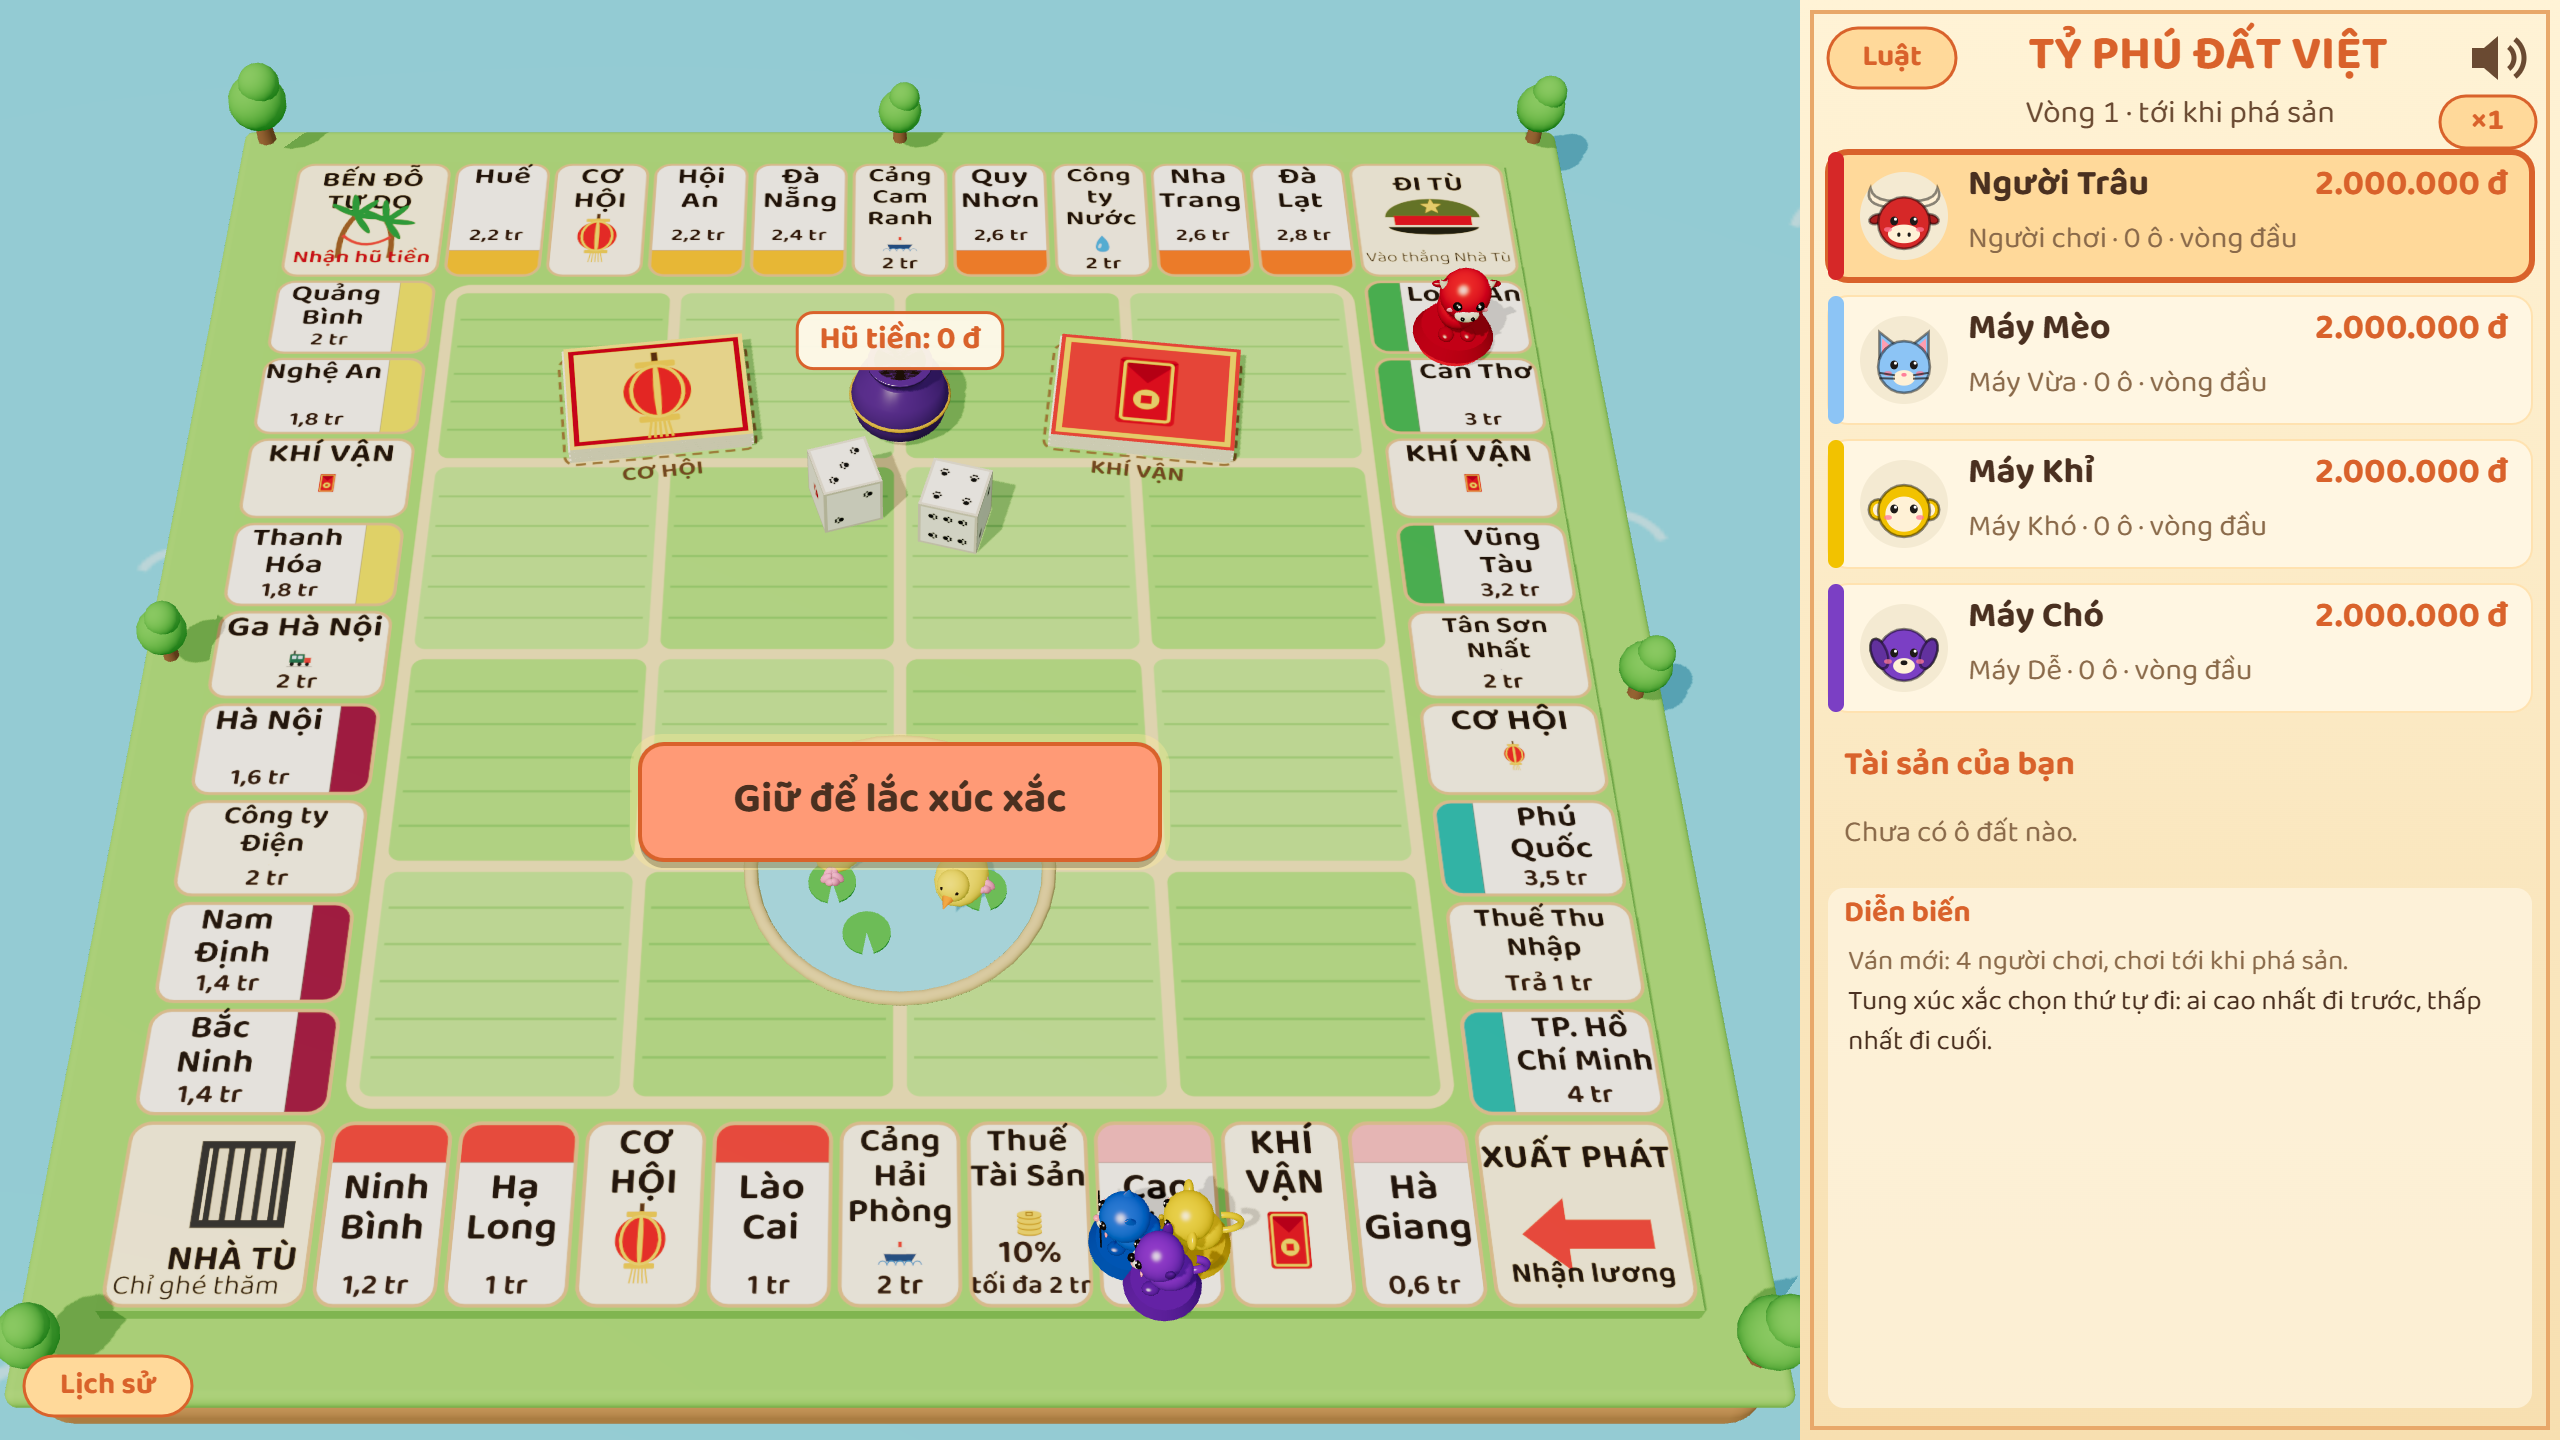 BẾN ĐỖ
TỰ DO
Nhận hũ tiền
Huế
2,2 tr
CƠ
HỘI
Hội
An
2,2 tr
Đà
Nẵng
2,4 tr
Cảng
Cam
Ranh
2 tr
Quy
Nhơn
2,6 tr
Công
ty
Nước
2 tr
Nha
Trang
2,6 tr
Đà
Lạt
2,8 tr
ĐI TÙ
Vào thẳng Nhà Tù
Quảng
Bình
2 tr
Nghệ An
1,8 tr
KHÍ VẬN
Thanh
Hóa
1,8 tr
Ga Hà Nội
2 tr
Hà Nội
1,6 tr
Công ty
Điện
2 tr
Nam
Định
1,4 tr
Bắc
Ninh
1,4 tr
Hũ tiền: 0 đ
CƠ HỘI
KHÍ VẬN
Giữ để lắc xúc xắc
Cần Thơ
3 tr
KHÍ VẬN
Vũng
Tàu
3,2 tr
Tân Sơn
Nhất
2 tr
CƠ HỘI
Phú
Quốc
3,5 tr
Thuế Thu
Nhập
Trả 1 tr
TP. Hồ
Chí Minh
4 tr
NHÀ TÙ
Chỉ ghé thăm
Ninh
Bình
1,2 tr
Hạ
Long
1 tr
CƠ
HỘI
Lào
Cai
1 tr
Cảng
Hải
Phòng
2 tr
Thuế
Tài Sản
10%
tối đa 2 tr
Cao
KHÍ
VẬN
Hà
Giang
0,6 tr
XUẤT PHÁT
Nhận lương
Lịch sử
Luật
TỶ PHÚ ĐẤT VIỆT
Vòng 1 · tới khi phá sản
×1
Người Trâu
2.000.000 đ
Người chơi · 0 ô · vòng đầu
Máy Mèo
2.000.000 đ
Máy Vừa · 0 ô · vòng đầu
Máy Khỉ
2.000.000 đ
Máy Khó · 0 ô · vòng đầu
Máy Chó
2.000.000 đ
Máy Dễ · 0 ô · vòng đầu
Tài sản của bạn
Chưa có ô đất nào.
Diễn biến
Ván mới: 4 người chơi, chơi tới khi phá sản.
Tung xúc xắc chọn thứ tự đi: ai cao nhất đi trước, thấp
nhất đi cuối.